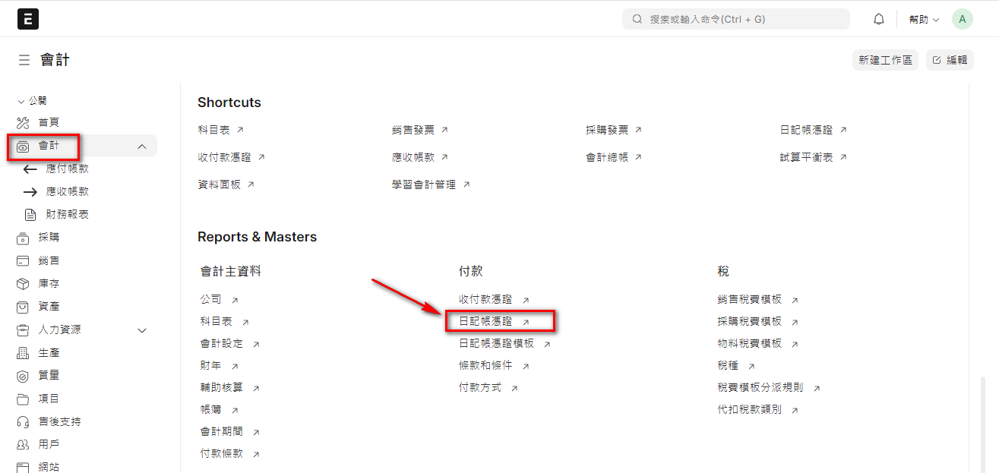 E
搜索或輸入命令(Ctrl + G)
幫助
A
會計
新建工作區
編輯
公開
首頁
會計
應付帳款
應收帳款
財務報表
採購
銷售
庫存
資產
人力資源
生產
質量
項目
售後支持
用戶
網站
Shortcuts
科目表 銷售發票 採購發票 日記帳憑證
收付款憑證 應收帳款 會計總帳 試算平衡表
資料面板 學習會計管理
Reports & Masters
會計主資料
公司
科目表
會計設定
財年
輔助核算
帳簿
會計期間
付款條款
付款
收付款憑證
日記帳憑證
日記帳憑證模板
條款和條件
付款方式
稅
銷售稅費模板
採購稅費模板
物料稅費模板
稅種
稅費模板分派規則
代扣稅款類別